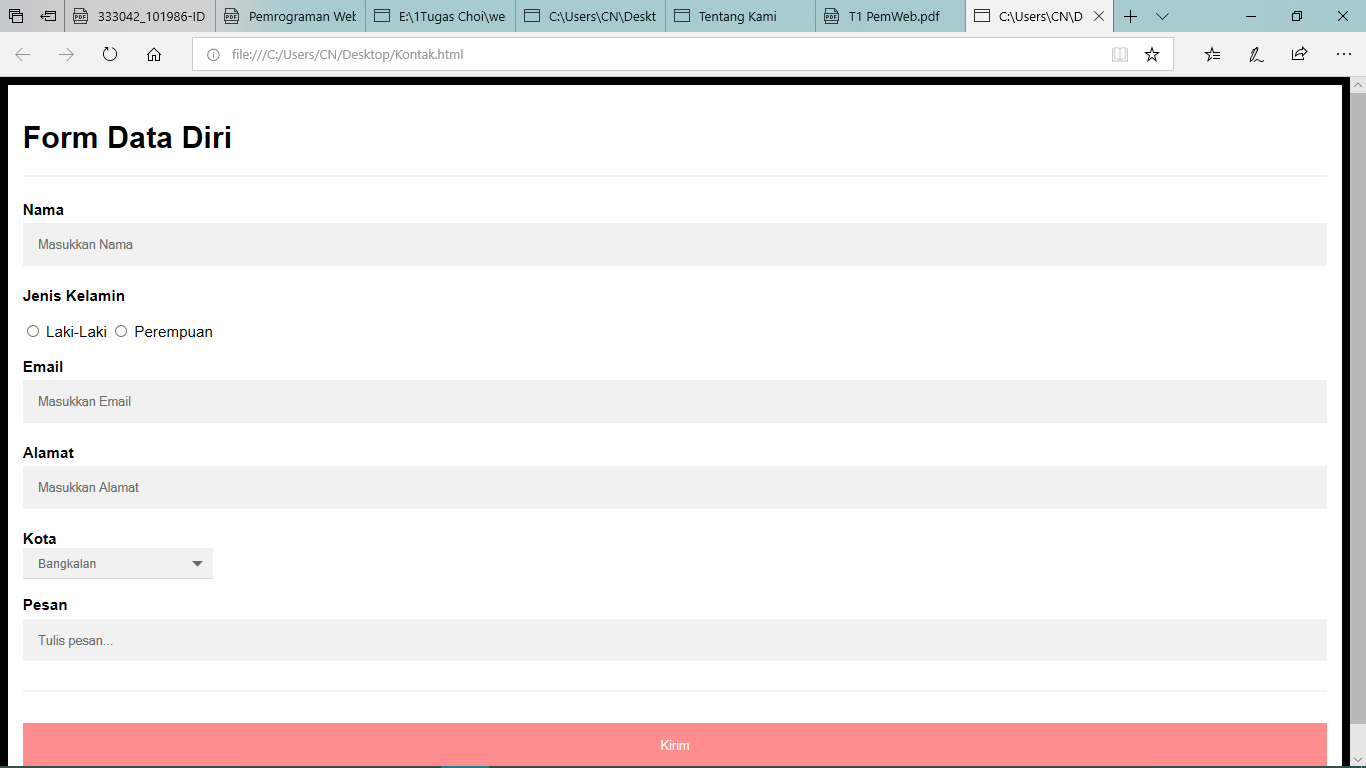 333042_101986-ID
Pemrograman Web
E:\1Tugas Choi\we
C:\Users\CN\Deskt
Tentang Kami
T1 PemWeb.pdf
C:\Users\CN\D
file:///C:/Users/CN/Desktop/Kontak.html
Form Data Diri
Nama
Masukkan Nama
Jenis Kelamin
Laki-Laki Perempuan
Email
Masukkan Email
Alamat
Masukkan Alamat
Kota
Bangkalan
Pesan
Tulis pesan...
Kirim